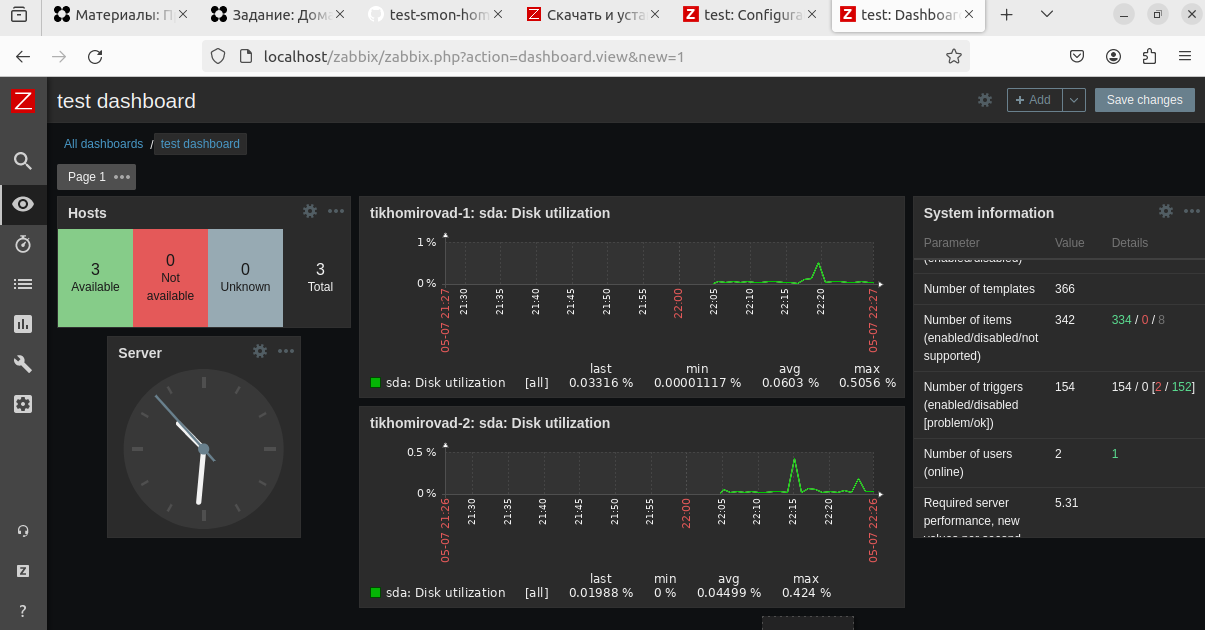 Материалы: П
Задание: Дома
test-smon-hom
Скачать и уста
test: Configura
test: Dashboar
localhost/zabbix/zabbix.php?action=dashboard.view&new=1
Z
test dashboard
+ Add
Save changes
All dashboards / test dashboard
Page 1
Hosts
3
Available
0
Not
available
0
Unknown
3
Total
Server
tikhomirovad-1: sda: Disk utilization
1 %
0 %
05-07 21:27
21:30
21:35
21:40
21:45
21:50
21:55
22:00
22:05
22:10
22:15
22:20
05-07 22:27
last min avg max
sda: Disk utilization [all] 0.03316 % 0.00001117 % 0.0603 % 0.5056 %
tikhomirovad-2: sda: Disk utilization
0.5 %
0 %
05-07 21:26
21:30
21:35
21:40
21:45
21:50
21:55
22:00
22:05
22:10
22:15
22:20
05-07 22:26
last min avg max
sda: Disk utilization [all] 0.01988 % 0 % 0.04499 % 0.424 %
System information
Parameter Value Details
(enabled/disabled)
Number of templates 366
Number of items 342 334 / 0 / 8
(enabled/disabled/not
supported)
Number of triggers 154 154 / 0 [2 / 152]
(enabled/disabled
[problem/ok])
Number of users 2 1
(online)
Required server 5.31
performance, new
values per second
Z
?